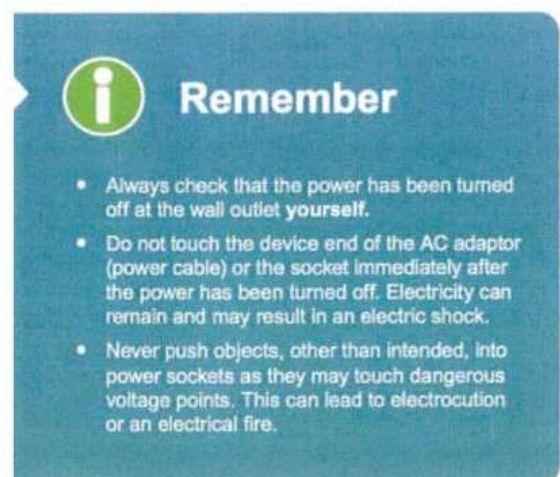 Remember
• Always check that the power has been turned
off at the wall outlet yourself.
• Do not touch the device end of the AC adaptor
(power cable) or the socket immediately after
the power has been turned off. Electricity can
remain and may result in an electric shock.
• Never push objects, other than intended, into
power sockets as they may touch dangerous
voltage points. This can lead to electrocution
or an electrical fire.